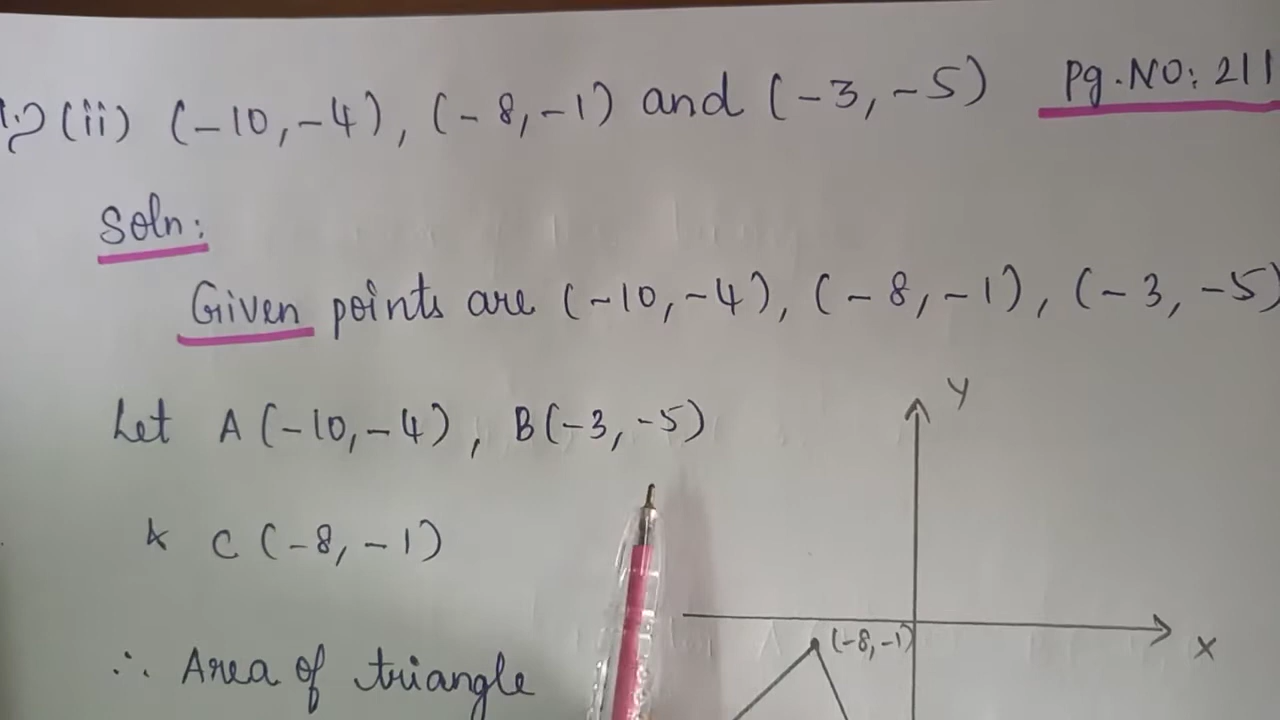 1.) (ii) (-10, -4), (-8, -1) and (-3, -5) Pg. NO: 211
Soln:
Given points are (-10, -4), (-8, -1), (-3, -5)
Let A(-10, -4), B(-3, -5)
& C(-8, -1)
Y
(-8, -1)
X
∴ Area of triangle